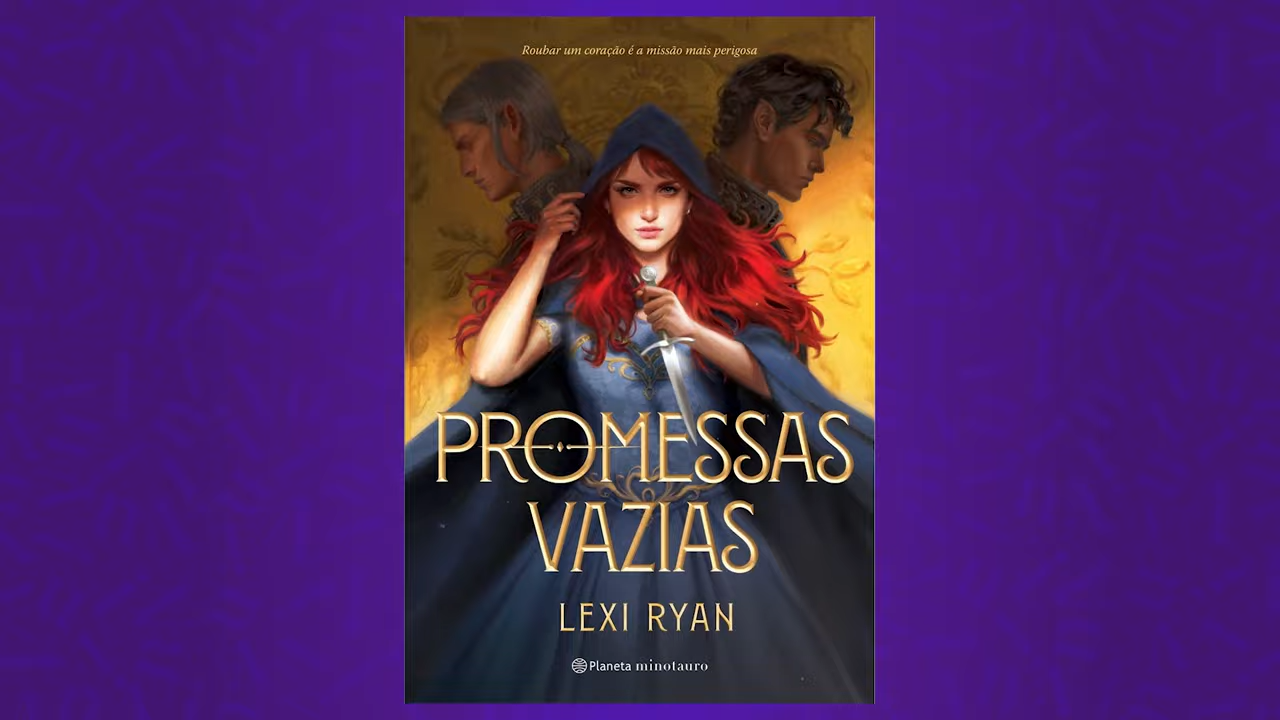 Roubar um coração é a missão mais perigosa
PROMESSAS
VAZIAS
LEXI RYAN
Planeta minotauro